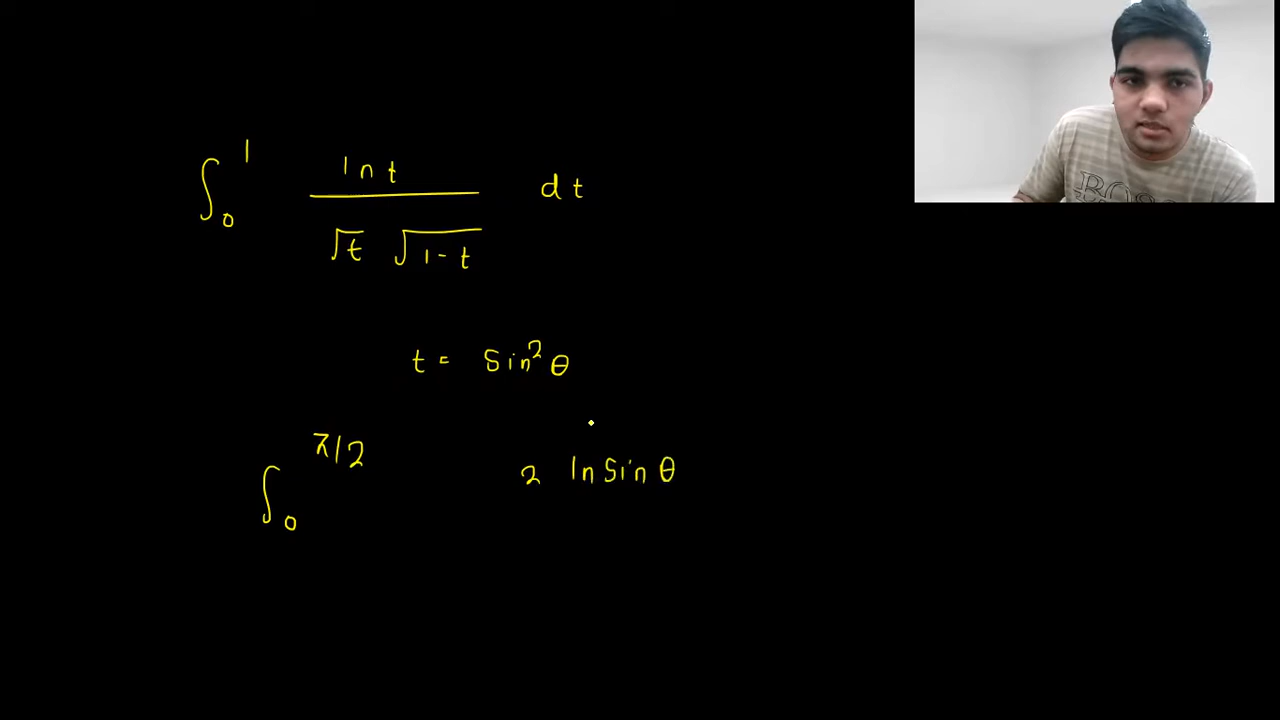 ∫₀¹ ln t / (√t √(1-t)) dt
t = sin²θ
∫₀^(π/2) 2 ln sin θ